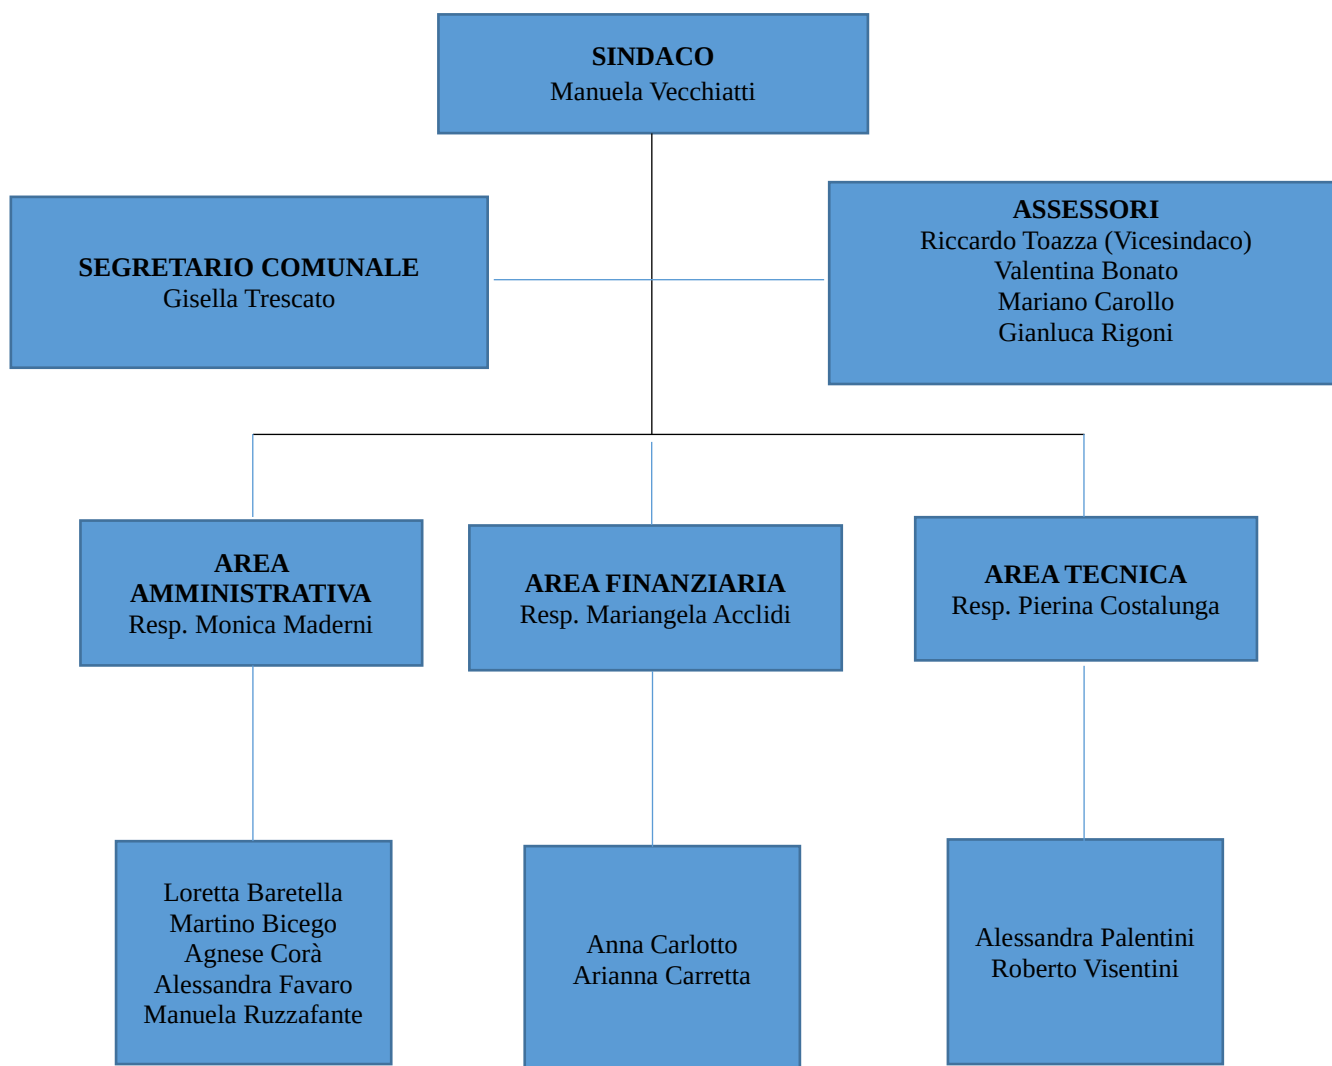 SINDACO
Manuela Vecchiatti
SEGRETARIO COMUNALE
Gisella Trescato
ASSESSORI
Riccardo Toazza (Vicesindaco)
Valentina Bonato
Mariano Carollo
Gianluca Rigoni
AREA
AMMINISTRATIVA
Resp. Monica Maderni
AREA FINANZIARIA
Resp. Mariangela Acclidi
AREA TECNICA
Resp. Pierina Costalunga
Loretta Baretella
Martino Bicego
Agnese Corà
Alessandra Favaro
Manuela Ruzzafante
Anna Carlotto
Arianna Carretta
Alessandra Palentini
Roberto Visentini